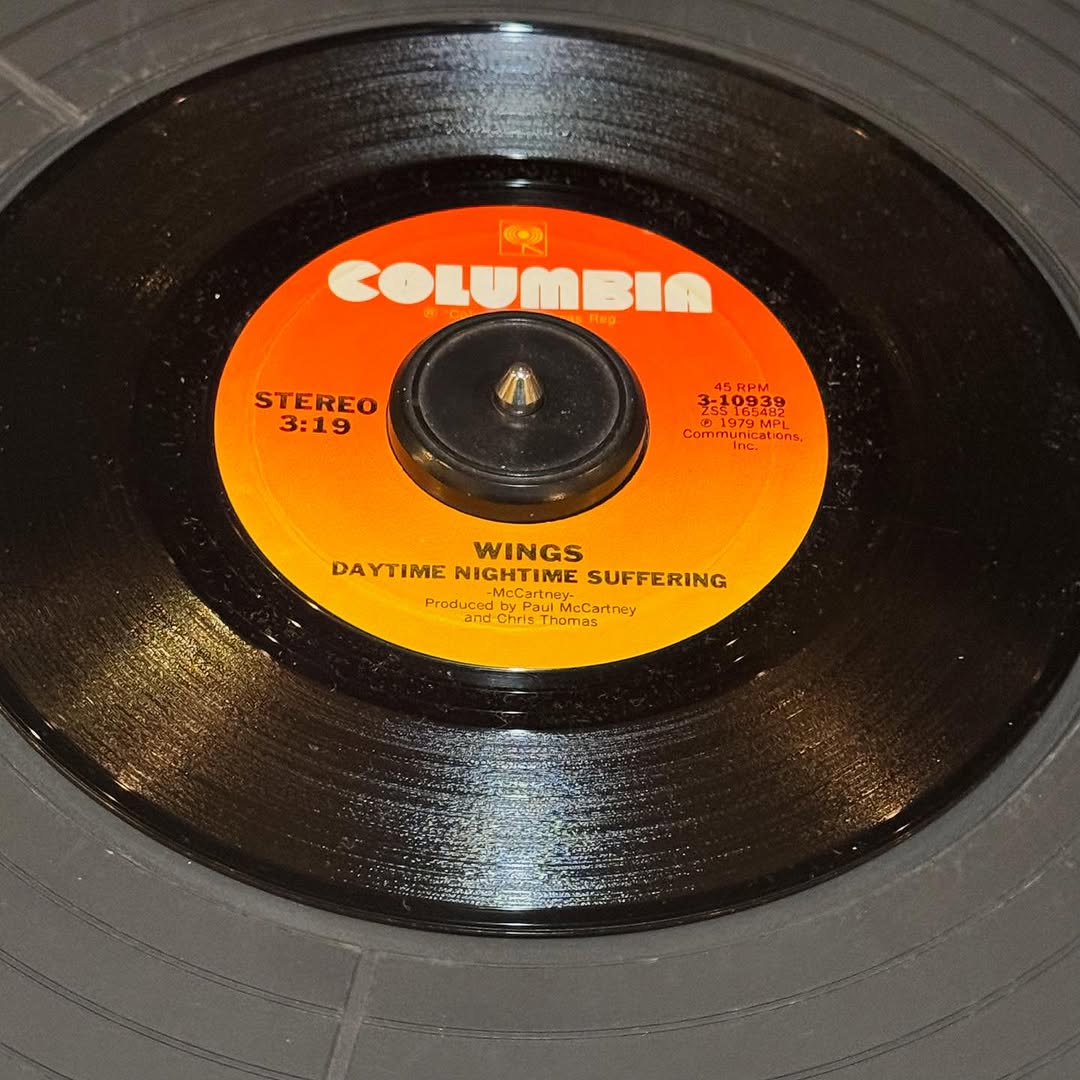 COLUMBIA
Reg.
STEREO
3:19
45 RPM
3-10939
ZSS 165482
℗ 1979 MPL
Communications,
Inc.
WINGS
DAYTIME NIGHTIME SUFFERING
-McCartney-
Produced by Paul McCartney
and Chris Thomas